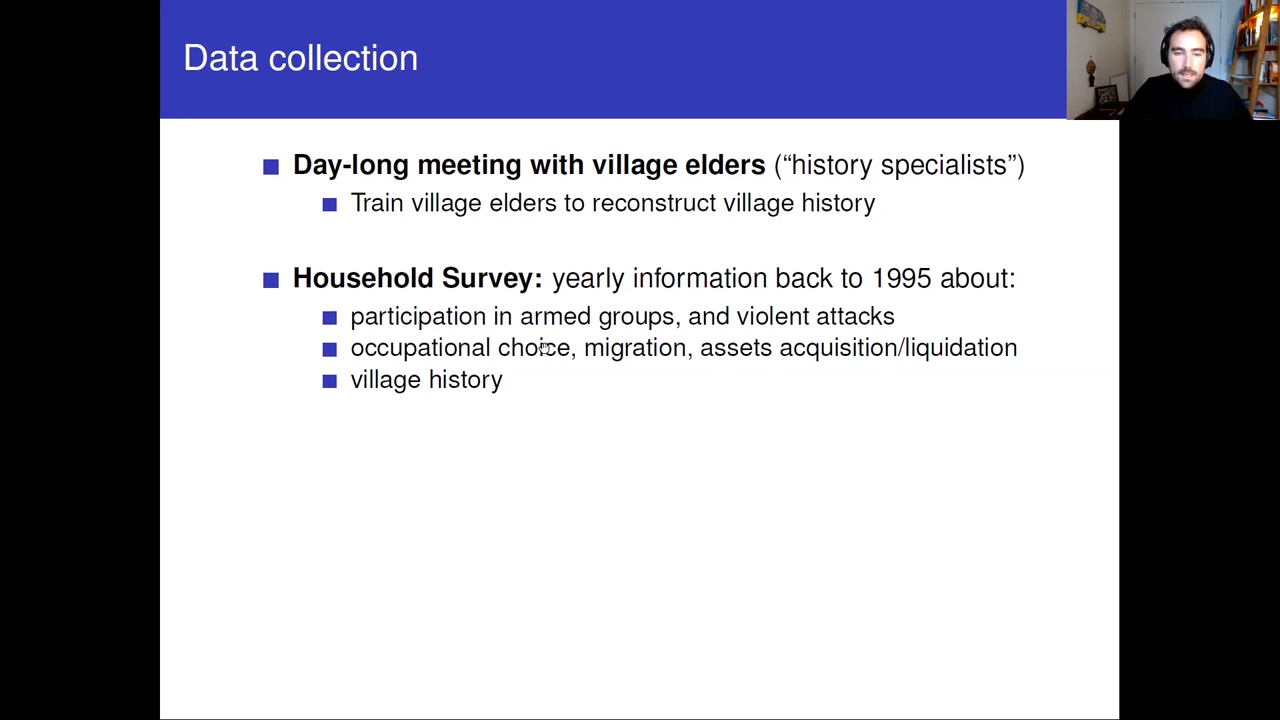 Data collection
Day-long meeting with village elders (“history specialists”)
Train village elders to reconstruct village history
Household Survey: yearly information back to 1995 about:
participation in armed groups, and violent attacks
occupational choice, migration, assets acquisition/liquidation
village history